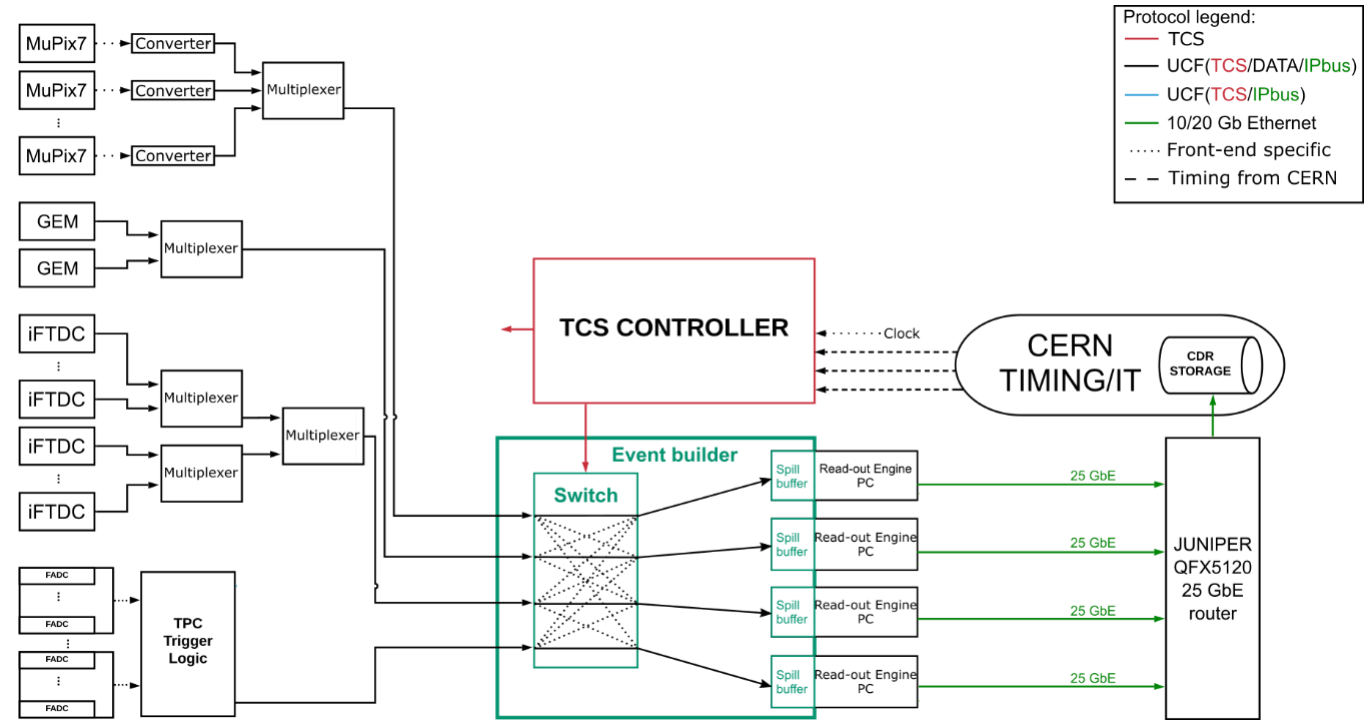 Protocol legend:
TCS
UCF(TCS/DATA/IPbus)
UCF(TCS/IPbus)
10/20 Gb Ethernet
Front-end specific
Timing from CERN
MuPix7
Converter
MuPix7
Converter
MuPix7
Converter
Multiplexer
GEM
GEM
Multiplexer
iFTDC
iFTDC
iFTDC
iFTDC
Multiplexer
Multiplexer
Multiplexer
FADC
FADC
FADC
FADC
TPC
Trigger
Logic
TCS CONTROLLER
Clock
CERN
TIMING/IT
CDR
STORAGE
Event builder
Switch
Spill
buffer
Read-out Engine
PC
25 GbE
Spill
buffer
Read-out Engine
PC
25 GbE
Spill
buffer
Read-out Engine
PC
25 GbE
Spill
buffer
Read-out Engine
PC
25 GbE
JUNIPER
QFX5120
25 GbE
router